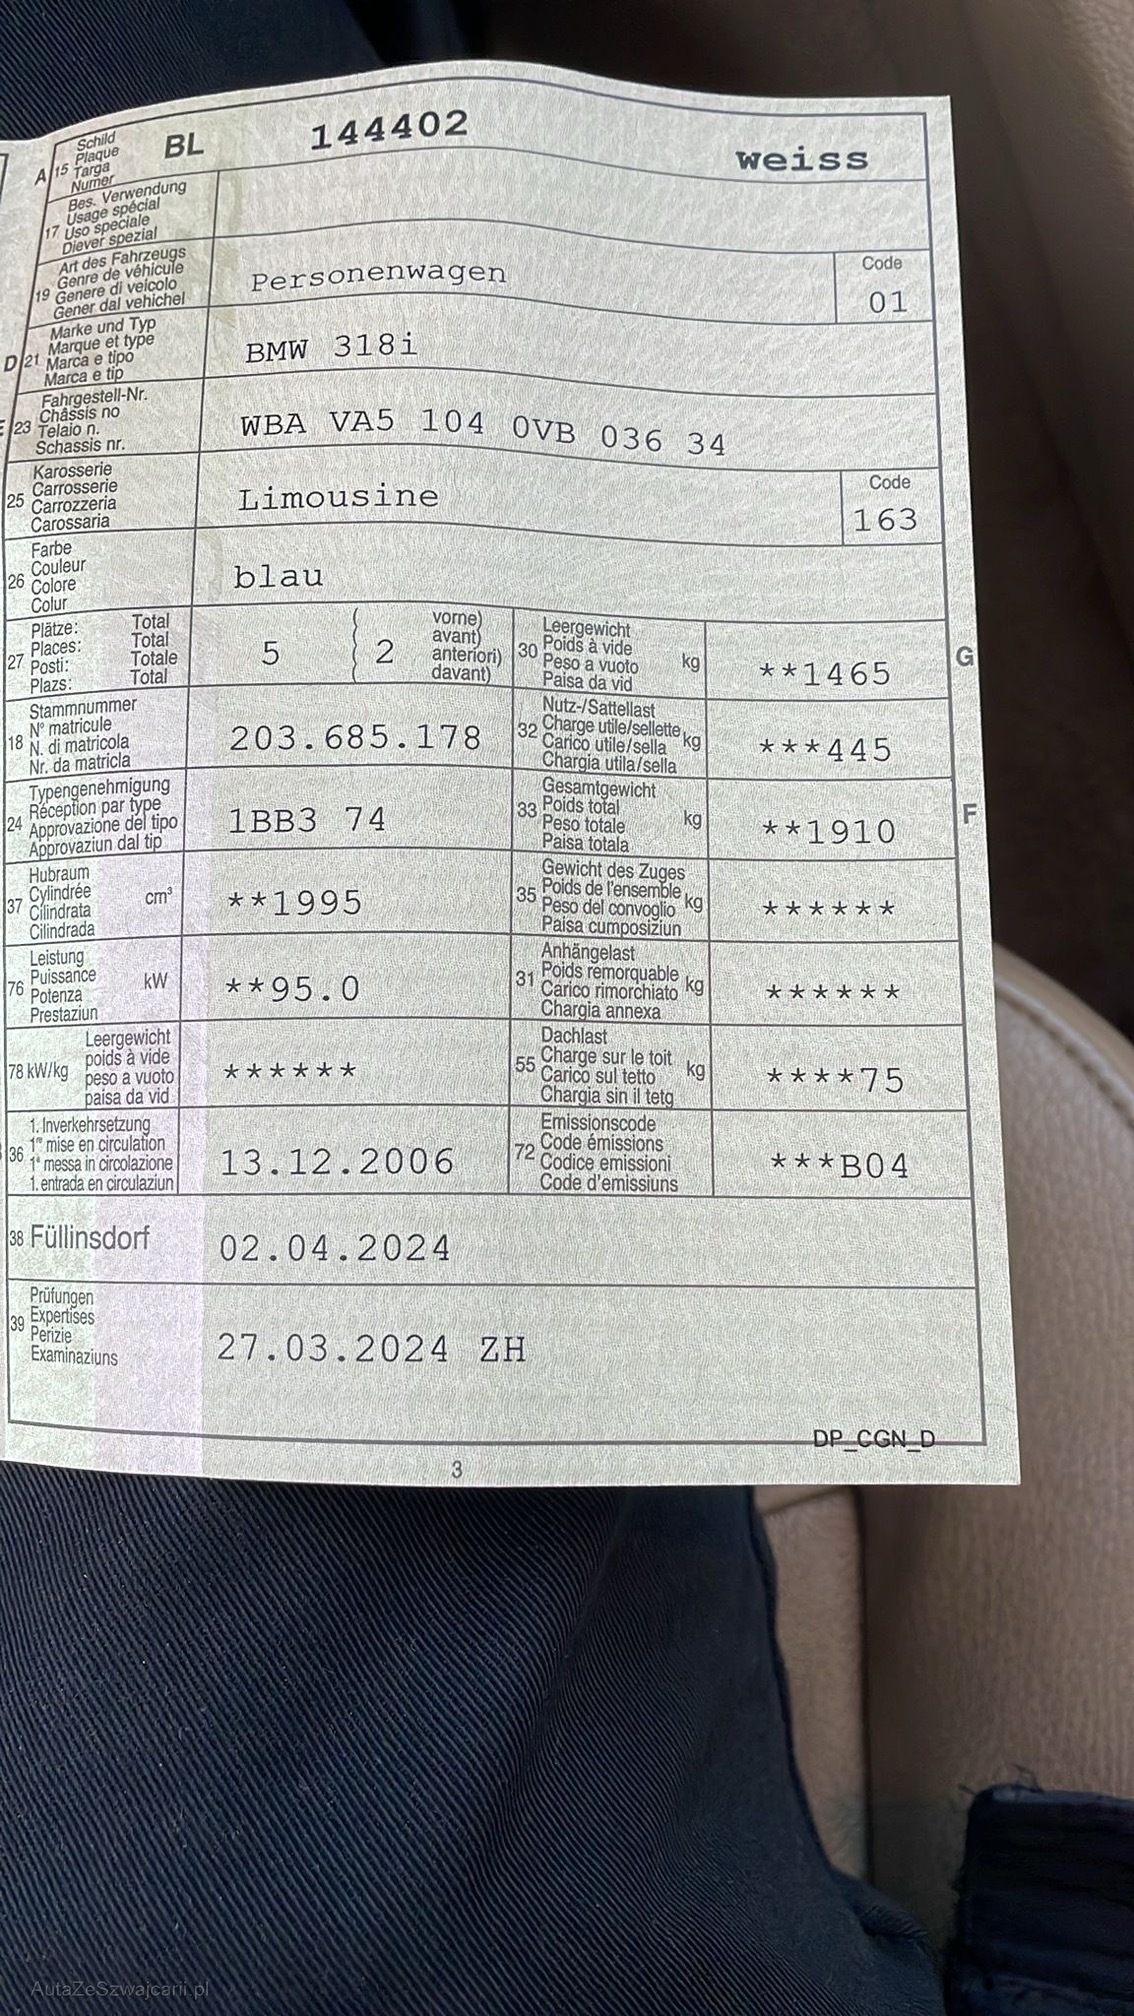 A 15 Schild BL 144402 weiss
Plaque
Targa
Numer
17 Bes. Verwendung
Usage spécial
Uso speciale
Diever spezial
19 Art des Fahrzeugs Personenwagen Code 01
Genre de véhicule
Genere di veicolo
Gener dal vehichel
D 21 Marke und Typ BMW 318i
Marque et type
Marca e tipo
Marca e tip
E 23 Fahrgestell-Nr. WBA VA5 104 0VB 036 34
Châssis no
Telaio n.
Schassis nr.
25 Karosserie Limousine Code 163
Carrosserie
Carrozzeria
Carossaria
26 Farbe blau
Couleur
Colore
Colur
27 Plätze: Total 5 { 2 vorne)
Places: Total avant)
Posti: Totale anteriori)
Plazs: Total davant)
30 Leergewicht kg **1465 G
Poids à vide
Peso a vuoto
Paisa da vid
18 Stammnummer 203.685.178
N° matricule
N. di matricola
Nr. da matricla
32 Nutz-/Sattellast kg ***445
Charge utile/sellette
Carico utile/sella
Chargia utila/sella
24 Typengenehmigung 1BB3 74
Réception par type
Approvazione del tipo
Approvaziun dal tip
33 Gesamtgewicht kg **1910 F
Poids total
Peso totale
Paisa totala
37 Hubraum cm³ **1995
Cylindrée
Cilindrata
Cilindrada
35 Gewicht des Zuges kg ******
Poids de l'ensemble
Peso del convoglio
Paisa cumposiziun
76 Leistung kW **95.0
Puissance
Potenza
Prestaziun
31 Anhängelast kg ******
Poids remorquable
Carico rimorchiato
Chargia annexa
78 kW/kg Leergewicht ******
poids à vide
peso a vuoto
paisa da vid
55 Dachlast kg ****75
Charge sur le toit
Carico sul tetto
Chargia sin il tetg
36 1. Inverkehrsetzung 13.12.2006
1re mise en circulation
1a messa in circolazione
1. entrada en circulaziun
72 Emissionscode ***B04
Code émissions
Codice emissioni
Code d'emissiuns
38 Füllinsdorf 02.04.2024
39 Prüfungen 27.03.2024 ZH
Expertises
Perizie
Examinaziuns
DP_CGN_D
3
AutaZeSzwajcarii.pl